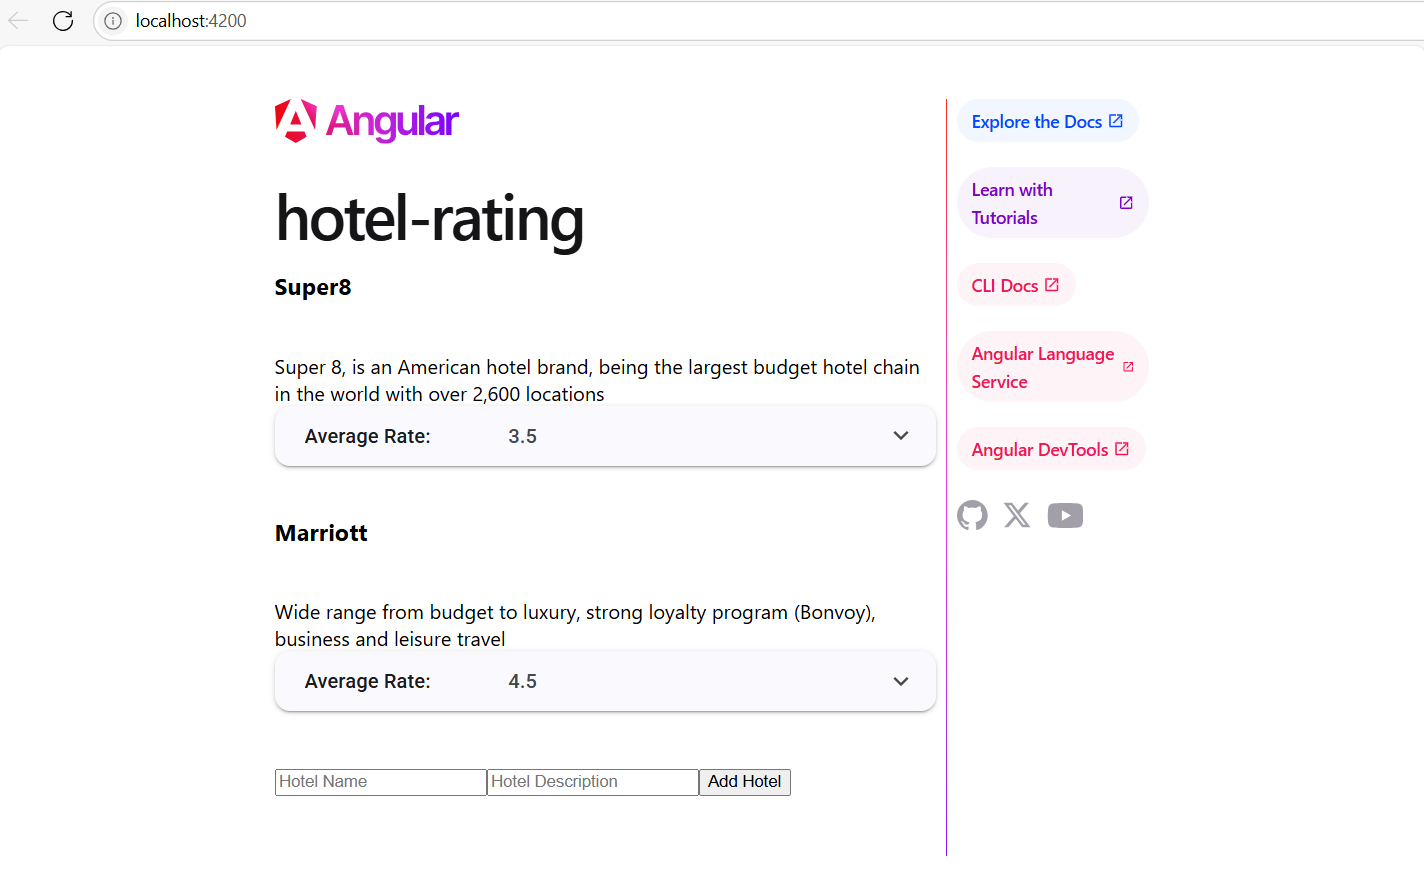 localhost:4200
Angular
hotel-rating
Super8
Super 8, is an American hotel brand, being the largest budget hotel chain
in the world with over 2,600 locations
Average Rate: 3.5
Marriott
Wide range from budget to luxury, strong loyalty program (Bonvoy),
business and leisure travel
Average Rate: 4.5
Hotel Name Hotel Description Add Hotel
Explore the Docs
Learn with
Tutorials
CLI Docs
Angular Language
Service
Angular DevTools